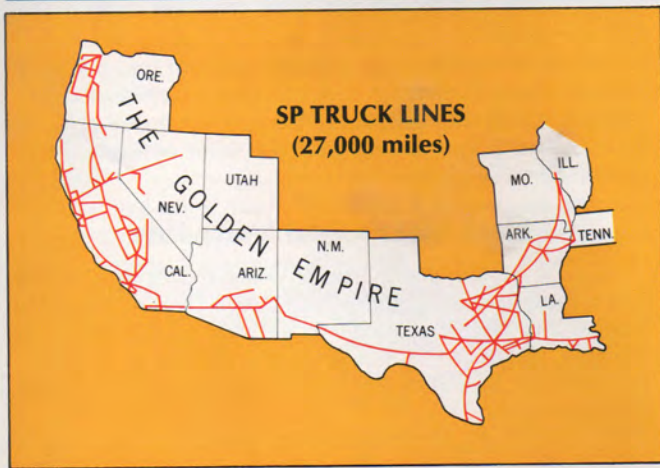 SP TRUCK LINES
(27,000 miles)
THE GOLDEN EMPIRE
ORE.
UTAH
NEV.
CAL.
ARIZ.
N.M.
TEXAS
MO.
ILL.
ARK.
TENN.
LA.